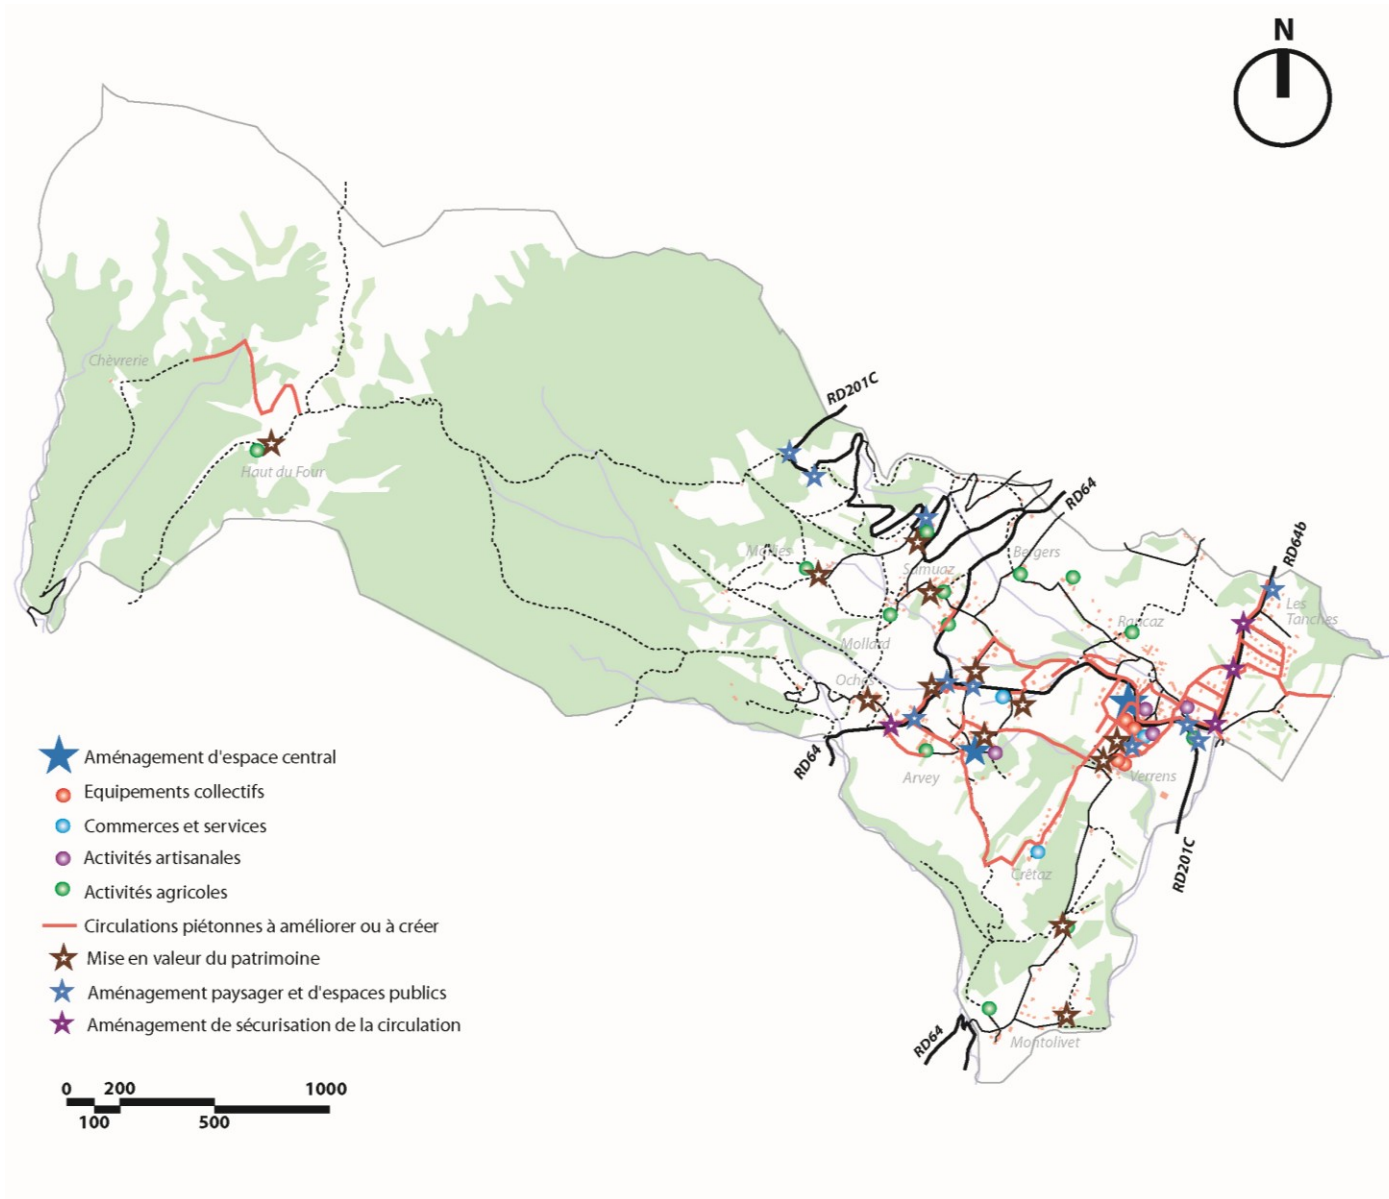 N
RD201C
Chèvrerie
Haut du Four
RD64
RD64b
Bergers
Samuaz
Les
Tanches
Rancaz
Mollard
RD64
Arvey
Verrens
RD201C
Crêtaz
RD64
Montolivet
Aménagement d'espace central
Equipements collectifs
Commerces et services
Activités artisanales
Activités agricoles
Circulations piétonnes à améliorer ou à créer
Mise en valeur du patrimoine
Aménagement paysager et d'espaces publics
Aménagement de sécurisation de la circulation
0 200 1000
100 500